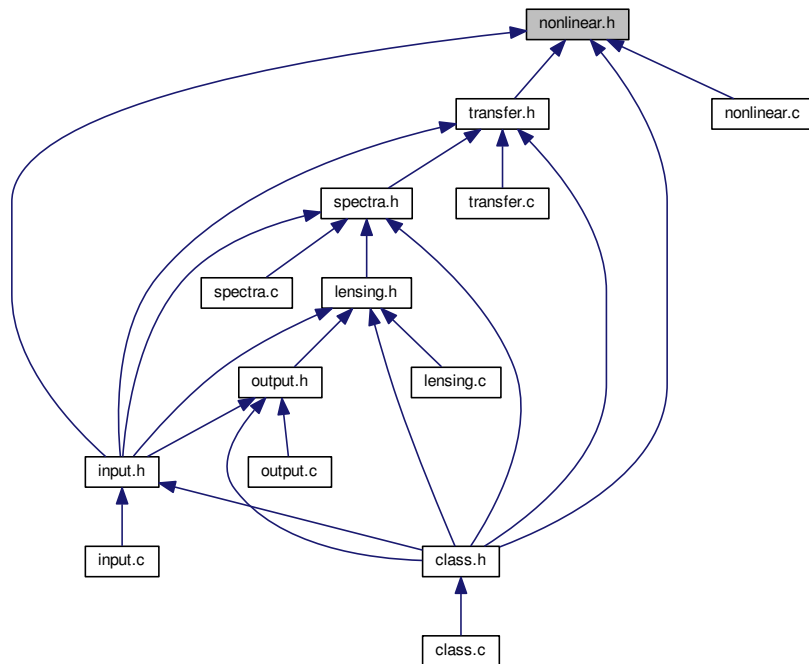 nonlinear.h
transfer.h
nonlinear.c
spectra.h
transfer.c
spectra.c
lensing.h
output.h
lensing.c
input.h
output.c
input.c
class.h
class.c